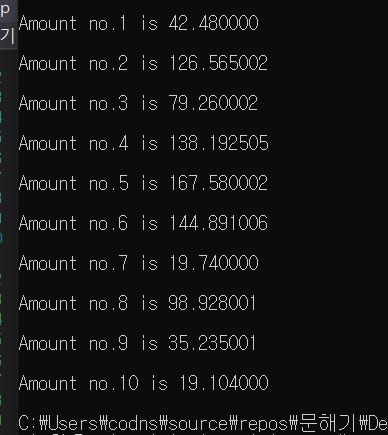 p
기
Amount no.1 is 42.480000
Amount no.2 is 126.565002
Amount no.3 is 79.260002
Amount no.4 is 138.192505
Amount no.5 is 167.580002
Amount no.6 is 144.891006
Amount no.7 is 19.740000
Amount no.8 is 98.928001
Amount no.9 is 35.235001
Amount no.10 is 19.104000
C:₩Users₩codns₩source₩repos₩문해기₩De